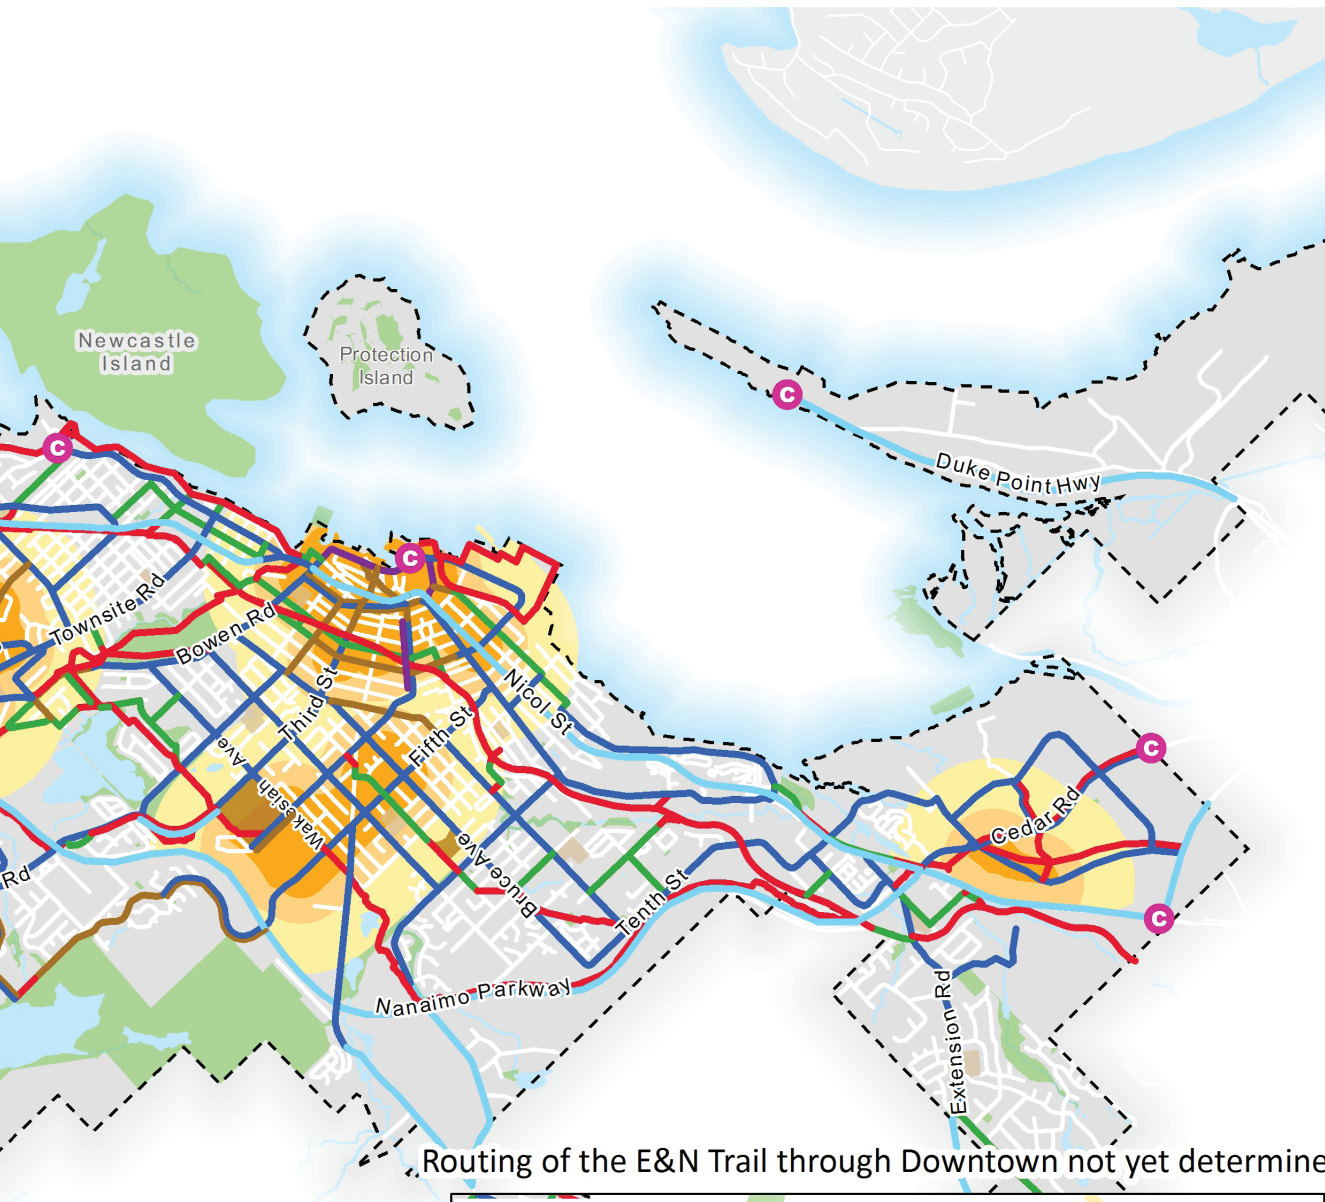 Newcastle
Island
Protection
Island
C
C
Duke Point Hwy
C
Townsite Rd
Bowen Rd
Third St
Nicol St
Fifth St
Wakesiah Ave
C
Cedar Rd
Bruce Ave
Rd
Tenth St
C
Nanaimo Parkway
Extension Rd
Routing of the E&N Trail through Downtown not yet determine